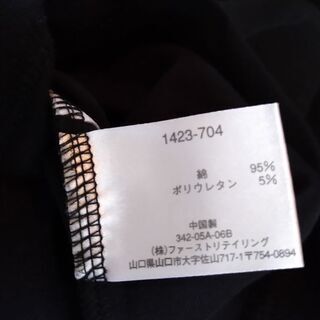 1423-704
綿 95%
ポリウレタン 5%
中国製
342-05A-06B
(株)ファーストリテイリング
山口県山口市大字佐山717-1〒754-0894